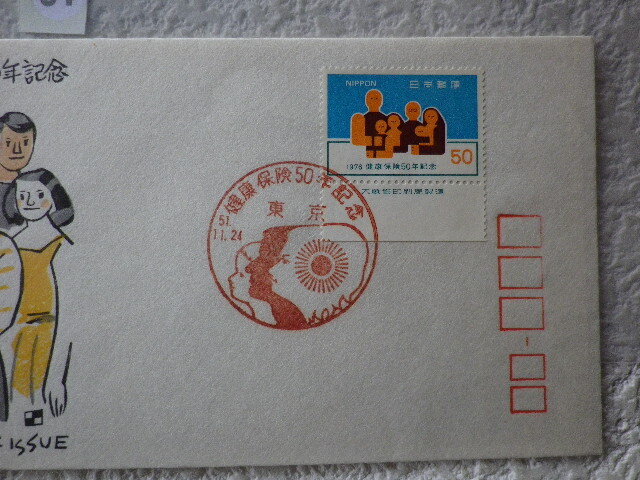 年記念
NIPPON 日本郵便
1976 健康保険50年記念 50
大蔵省印刷局製造
健康保険50年記念
東京
51.
11.24
ISSUE